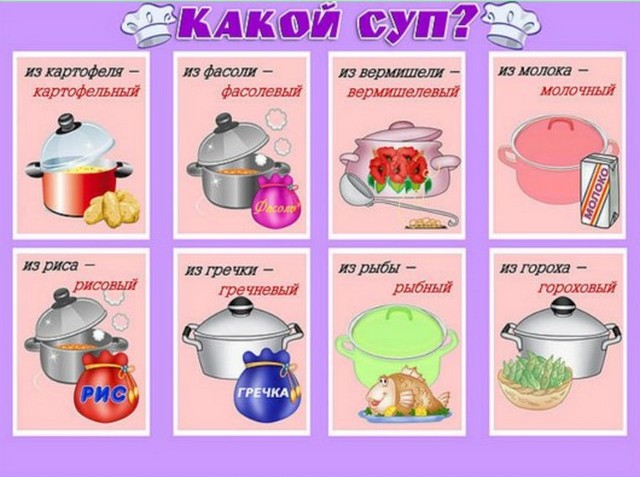 КАКОЙ СУП?
из картофеля –
картофельный
из фасоли –
фасолевый
Фасоль
из вермишели –
вермишелевый
из молока –
молочный
МОЛОКО
из риса –
рисовый
РИС
из гречки –
гречневый
ГРЕЧКА
из рыбы –
рыбный
из гороха –
гороховый